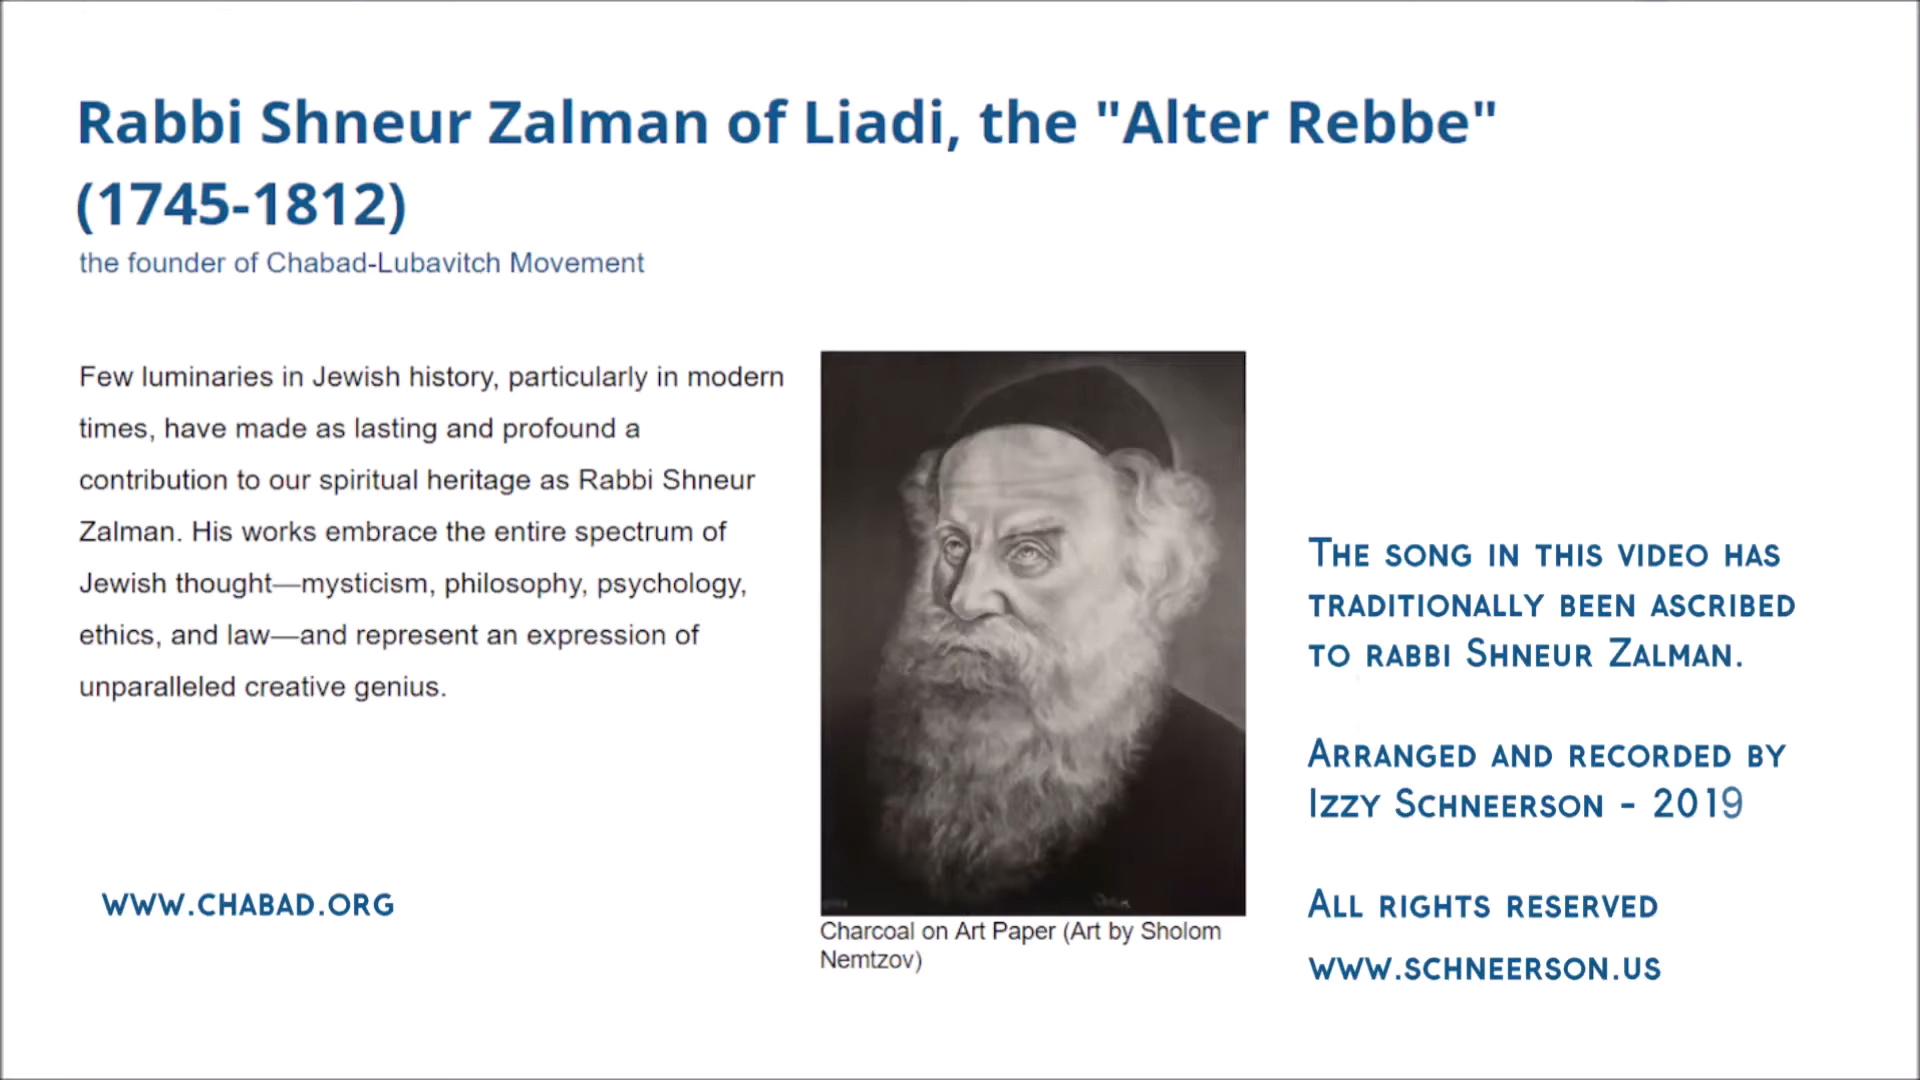 Rabbi Shneur Zalman of Liadi, the "Alter Rebbe"
(1745-1812)
the founder of Chabad-Lubavitch Movement
Few luminaries in Jewish history, particularly in modern
times, have made as lasting and profound a
contribution to our spiritual heritage as Rabbi Shneur
Zalman. His works embrace the entire spectrum of
Jewish thought—mysticism, philosophy, psychology,
ethics, and law—and represent an expression of
unparalleled creative genius.
www.chabad.org
Charcoal on Art Paper (Art by Sholom
Nemtzov)
The song in this video has
traditionally been ascribed
to rabbi Shneur Zalman.
Arranged and recorded by
Izzy Schneerson - 2019
All rights reserved
www.schneerson.us